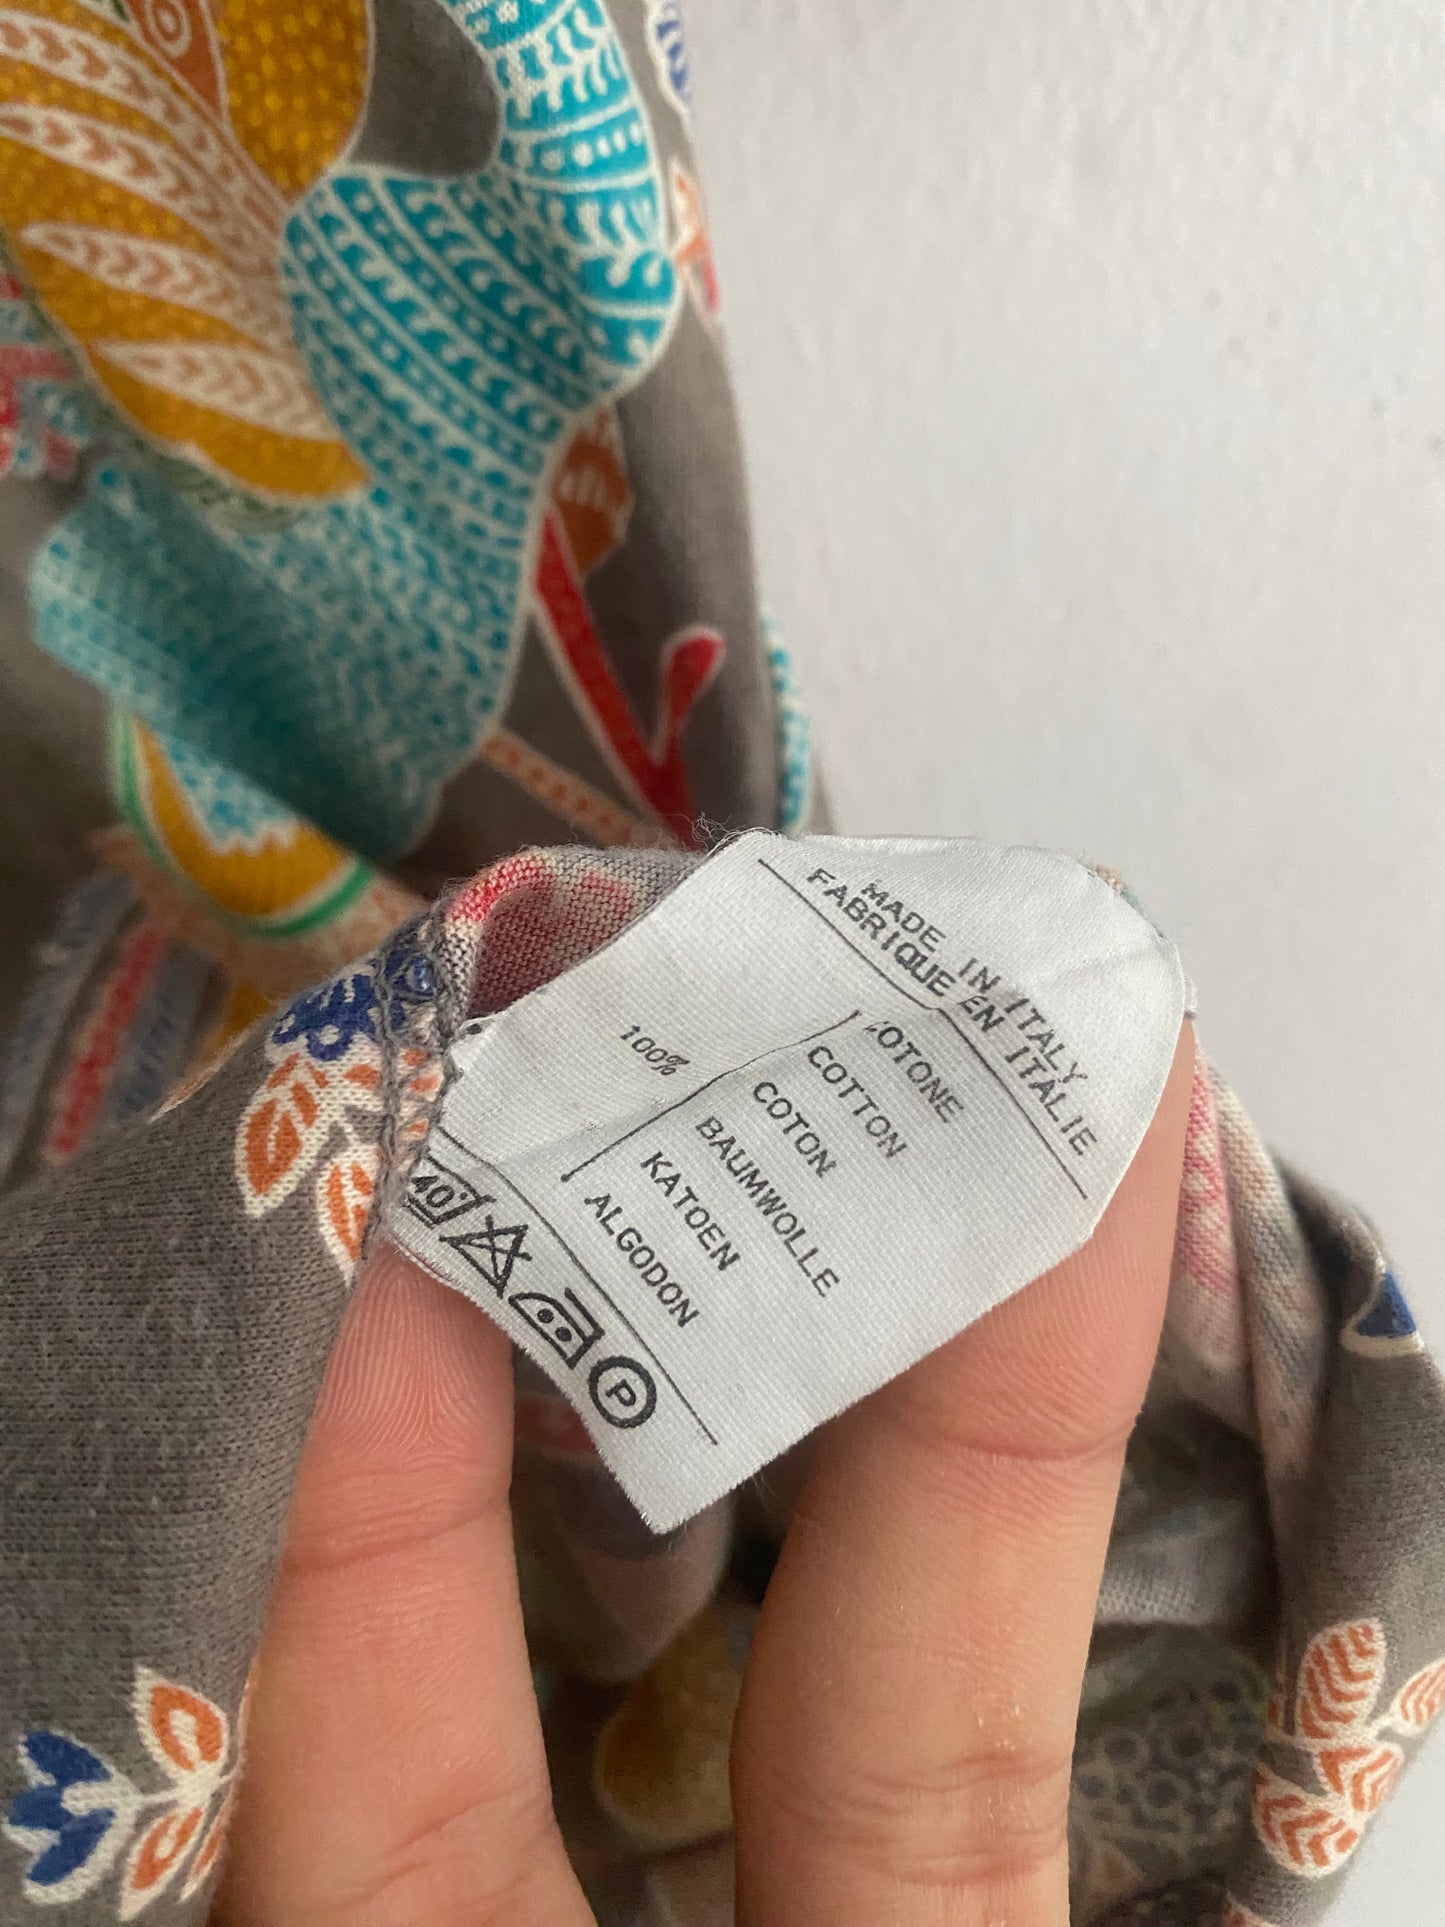 MADE IN ITALY
FABRIQUE EN ITALIE
100%
COTONE
COTTON
COTON
BAUMWOLLE
KATOEN
ALGODON
40°
P